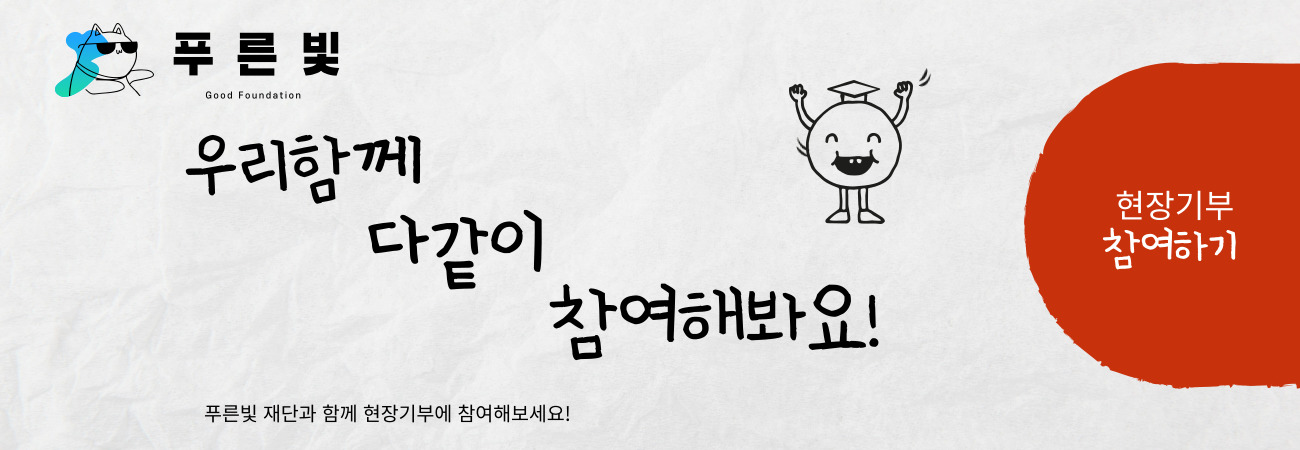 푸른빛
Good Foundation
우리함께
다같이
참여해봐요!
현장기부
참여하기
푸른빛 재단과 함께 현장기부에 참여해보세요!